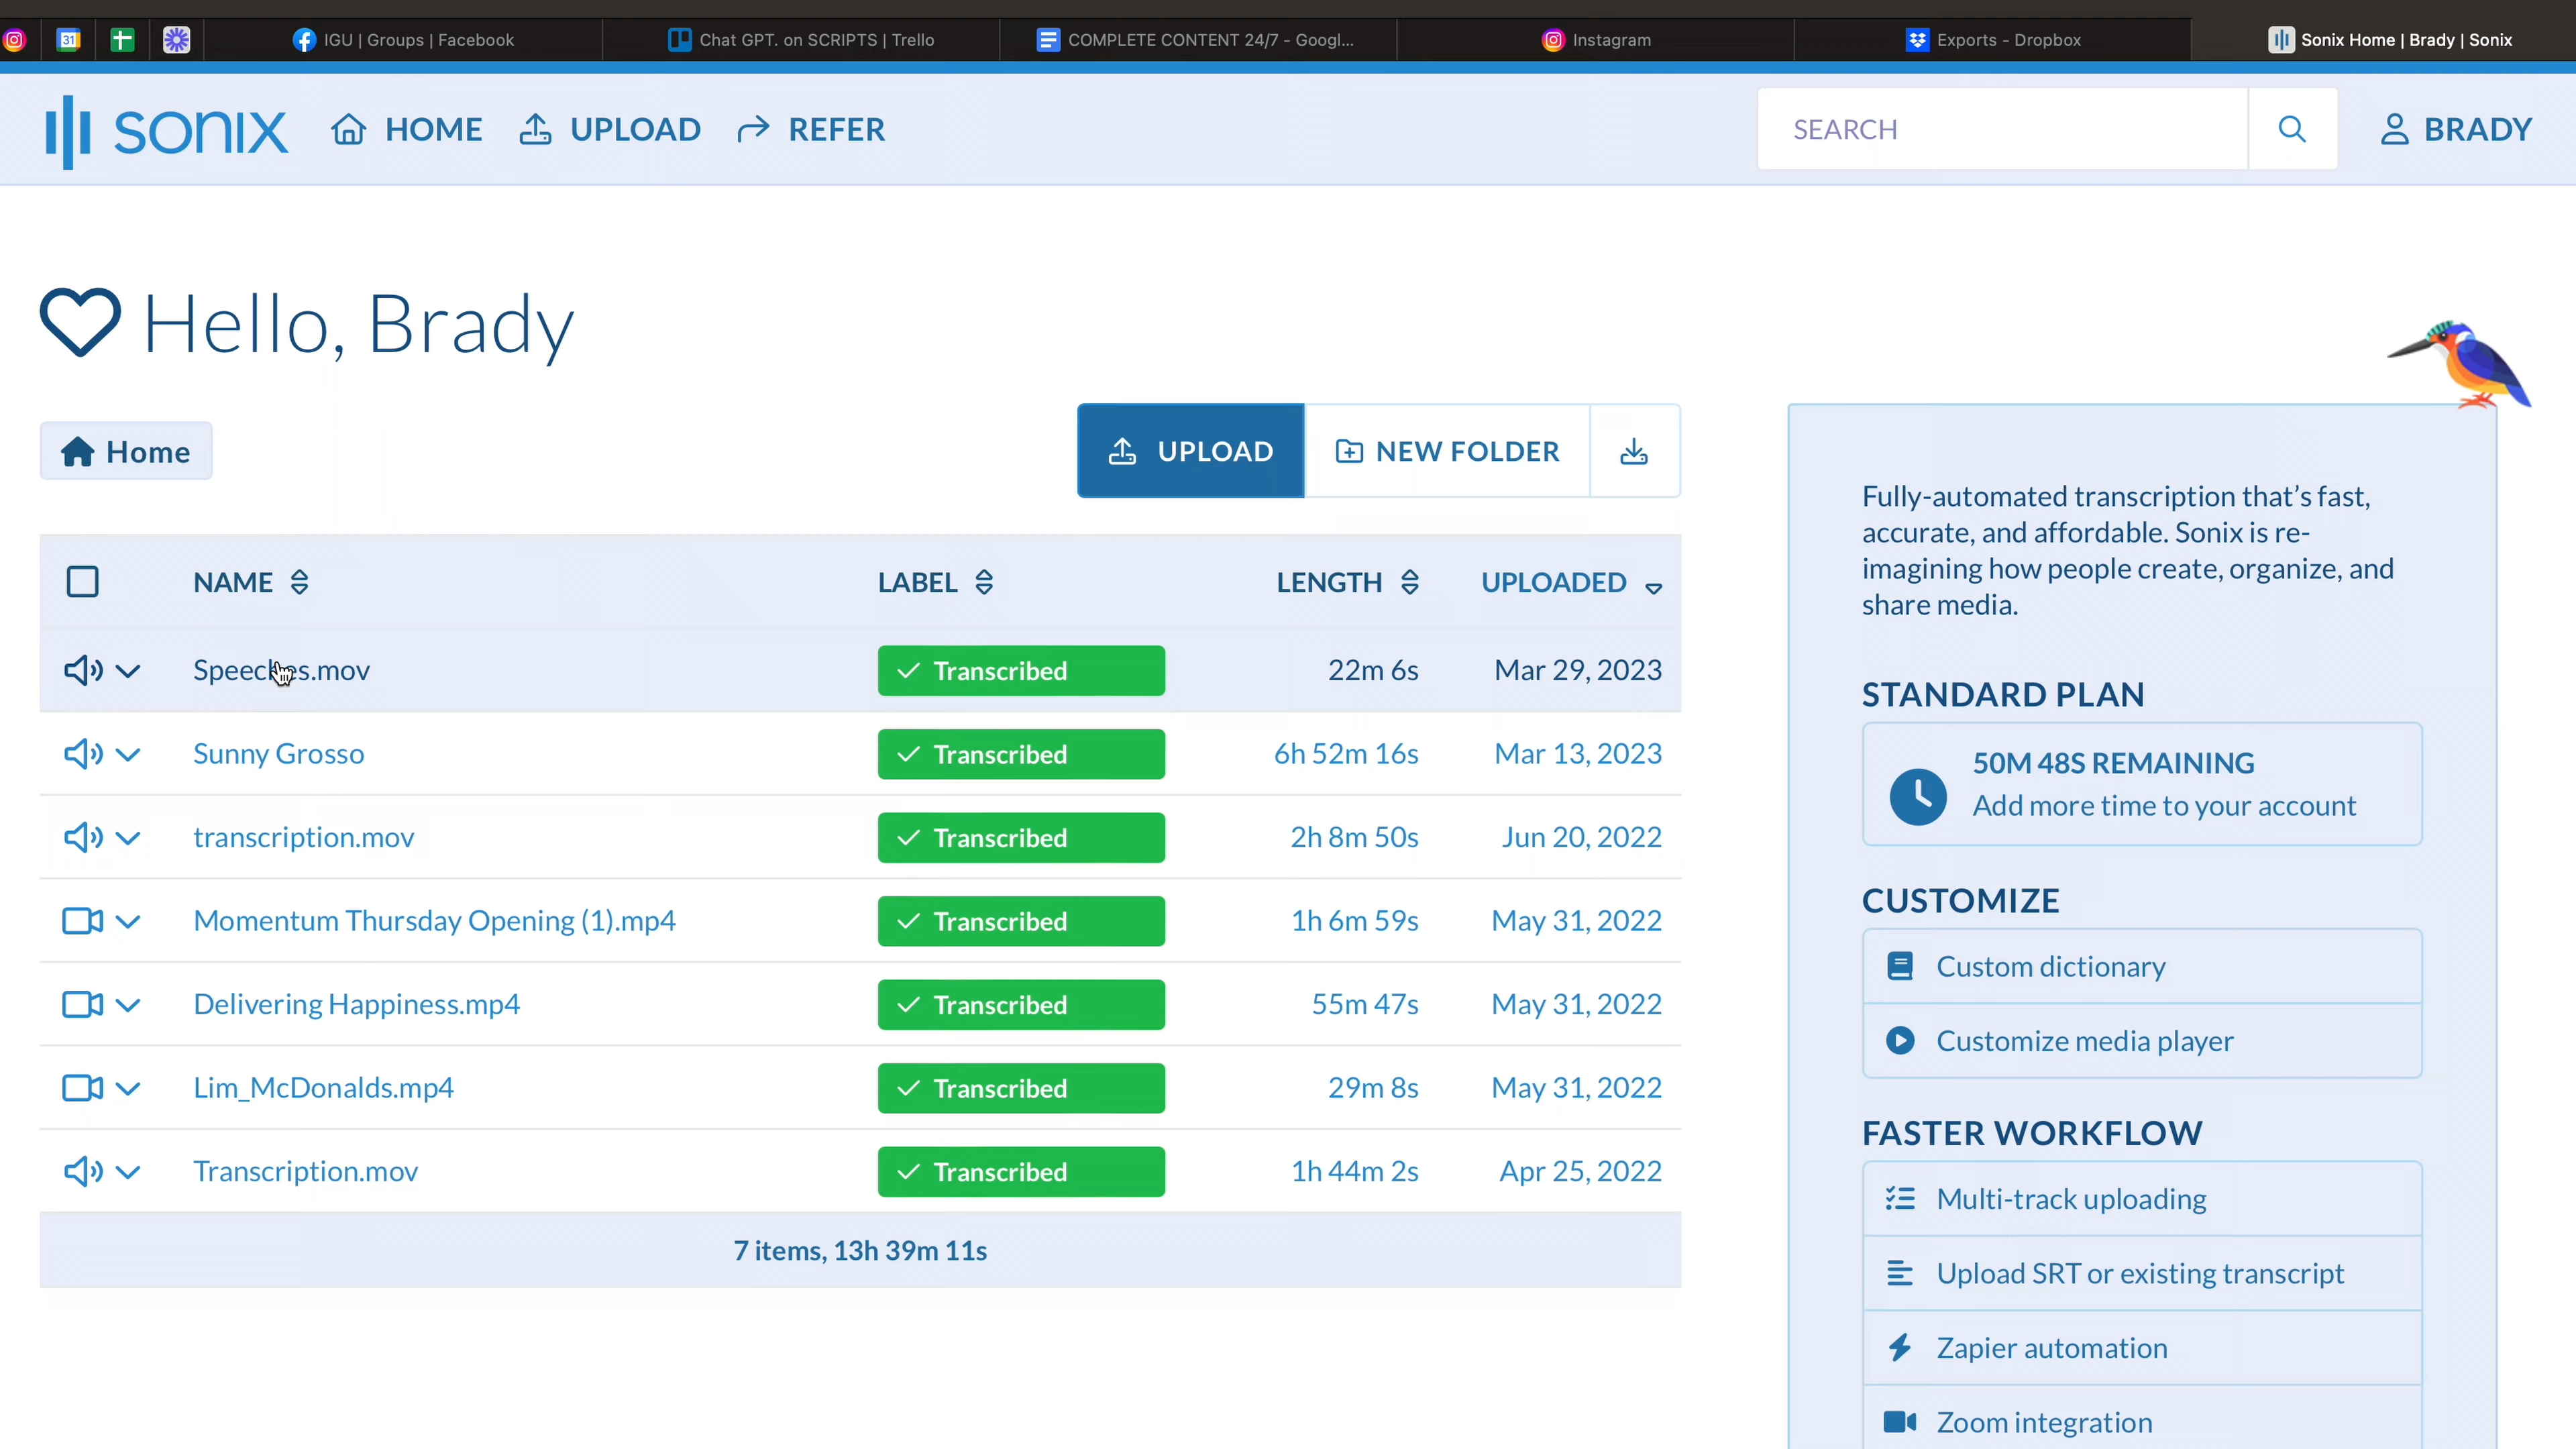 31
IGU | Groups | Facebook
Chat GPT. on SCRIPTS | Trello
COMPLETE CONTENT 24/7 - Googl...
Instagram
Exports - Dropbox
Sonix Home | Brady | Sonix
sonix
HOME
UPLOAD
REFER
SEARCH
BRADY
Hello, Brady
Home
UPLOAD
NEW FOLDER
NAME LABEL LENGTH UPLOADED
Speeches.mov Transcribed 22m 6s Mar 29, 2023
Sunny Grosso Transcribed 6h 52m 16s Mar 13, 2023
transcription.mov Transcribed 2h 8m 50s Jun 20, 2022
Momentum Thursday Opening (1).mp4 Transcribed 1h 6m 59s May 31, 2022
Delivering Happiness.mp4 Transcribed 55m 47s May 31, 2022
Lim_McDonalds.mp4 Transcribed 29m 8s May 31, 2022
Transcription.mov Transcribed 1h 44m 2s Apr 25, 2022
7 items, 13h 39m 11s
Fully-automated transcription that's fast,
accurate, and affordable. Sonix is re-
imagining how people create, organize, and
share media.
STANDARD PLAN
50M 48S REMAINING
Add more time to your account
CUSTOMIZE
Custom dictionary
Customize media player
FASTER WORKFLOW
Multi-track uploading
Upload SRT or existing transcript
Zapier automation
Zoom integration